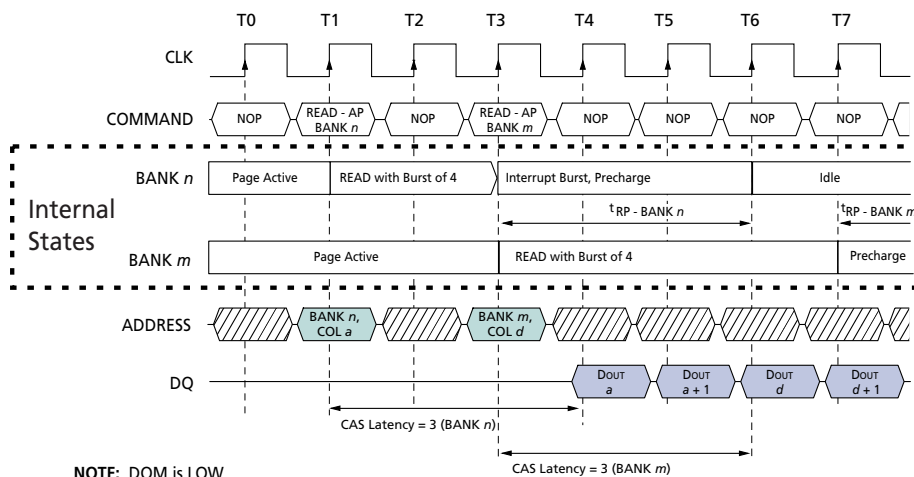 T0 T1 T2 T3 T4 T5 T6 T7
CLK
COMMAND NOP READ - AP BANK n NOP READ - AP BANK m NOP NOP NOP NOP
Internal States
BANK n Page Active READ with Burst of 4 Interrupt Burst, Precharge Idle
tRP - BANK n tRP - BANK m
BANK m Page Active READ with Burst of 4 Precharge
ADDRESS BANK n, COL a BANK m, COL d
DQ DOUT a DOUT a + 1 DOUT d DOUT d + 1
CAS Latency = 3 (BANK n)
CAS Latency = 3 (BANK m)
NOTE: DQM is LOW